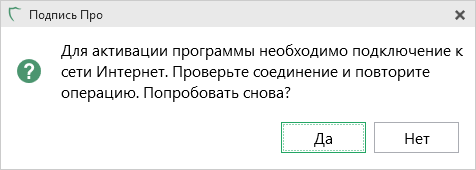 Подпись Про
Для активации программы необходимо подключение к
сети Интернет. Проверьте соединение и повторите
операцию. Попробовать снова?
Да
Нет